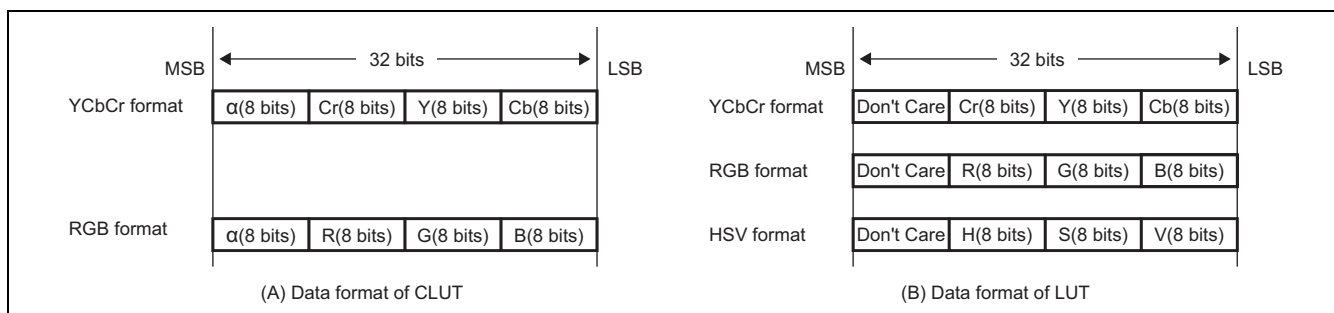 MSB 32 bits LSB
YCbCr format α(8 bits) Cr(8 bits) Y(8 bits) Cb(8 bits)
RGB format α(8 bits) R(8 bits) G(8 bits) B(8 bits)
(A) Data format of CLUT
MSB 32 bits LSB
YCbCr format Don't Care Cr(8 bits) Y(8 bits) Cb(8 bits)
RGB format Don't Care R(8 bits) G(8 bits) B(8 bits)
HSV format Don't Care H(8 bits) S(8 bits) V(8 bits)
(B) Data format of LUT